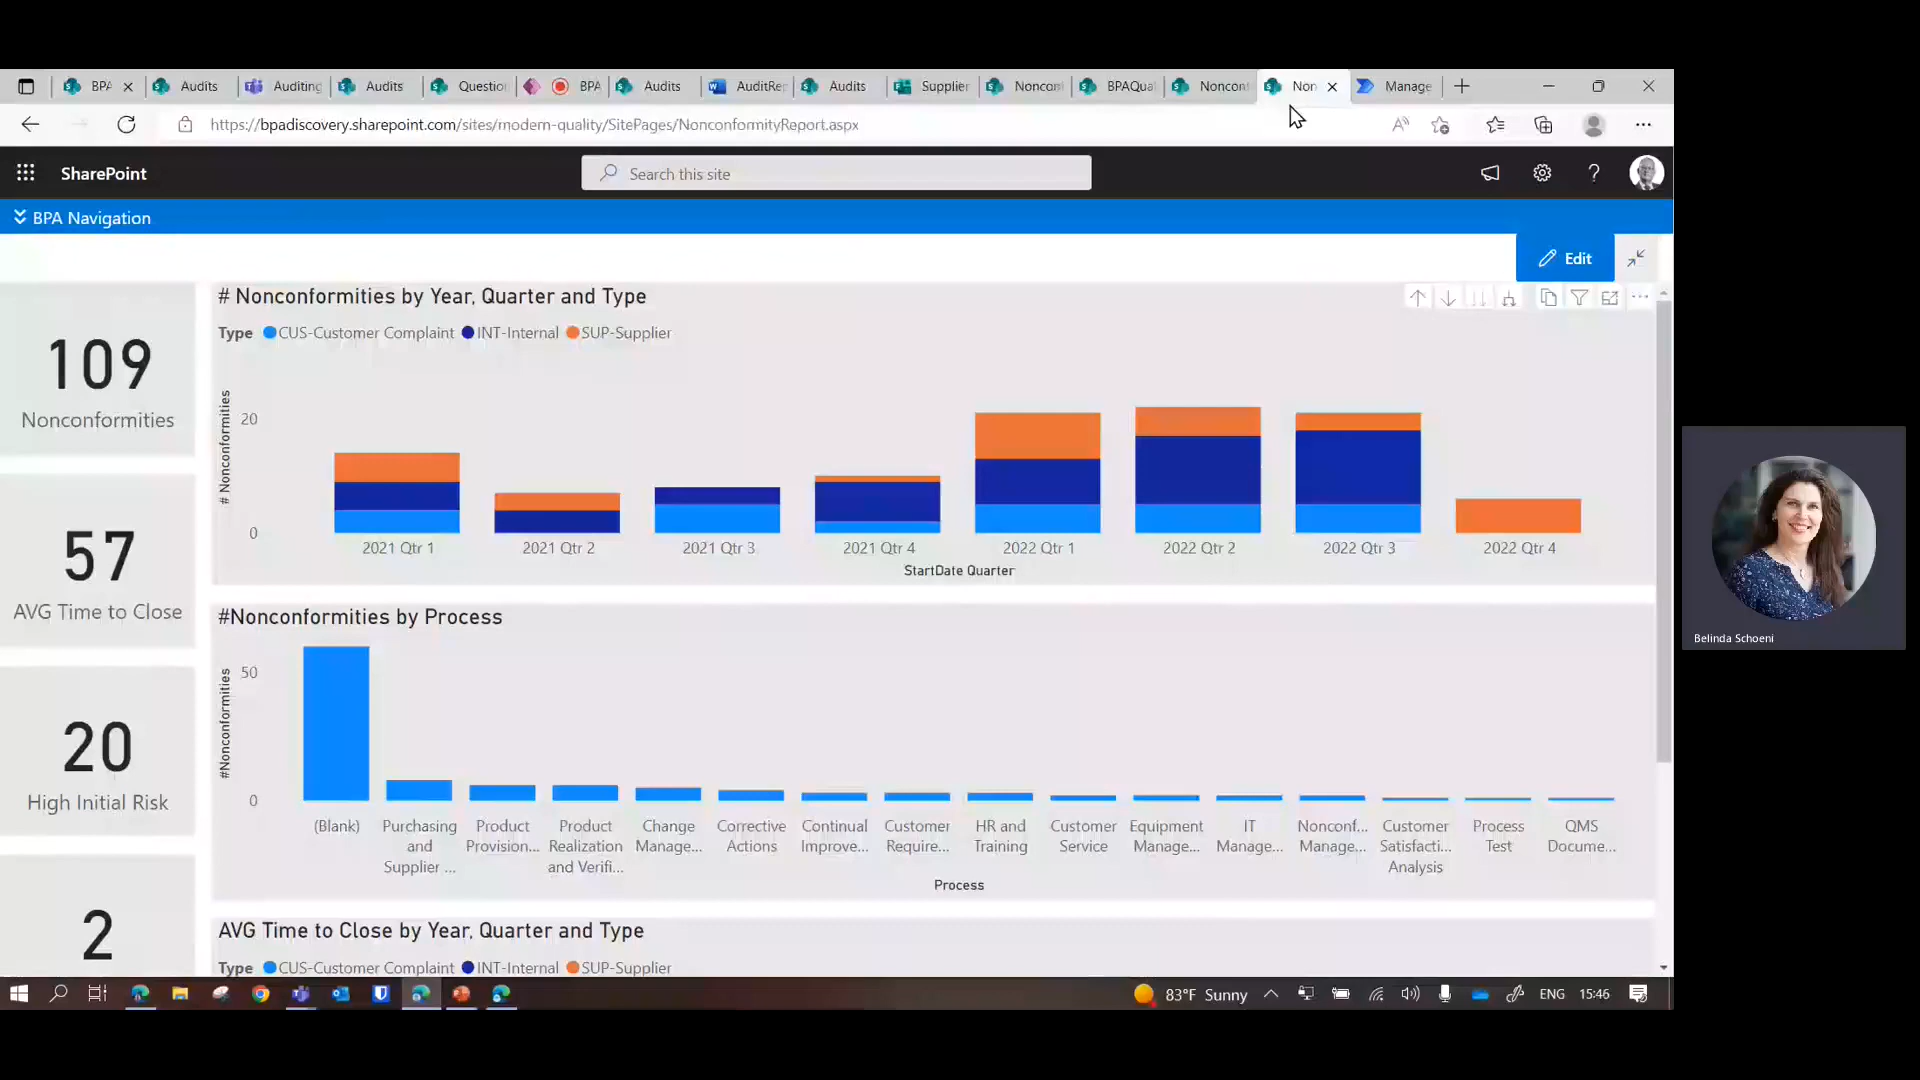 BPA
Audits
Auditing
Audits
Question
BPA
Audits
AuditRe
Audits
Supplier
Noncon
BPAQua
Noncon
Non
Manage
https://bpadiscovery.sharepoint.com/sites/modern-quality/SitePages/NonconformityReport.aspx
SharePoint
Search this site
BPA Navigation
Edit
109
Nonconformities
57
AVG Time to Close
20
High Initial Risk
2
# Nonconformities by Year, Quarter and Type
Type CUS-Customer Complaint INT-Internal SUP-Supplier
# Nonconformities
20
0
2021 Qtr 1 2021 Qtr 2 2021 Qtr 3 2021 Qtr 4 2022 Qtr 1 2022 Qtr 2 2022 Qtr 3 2022 Qtr 4
StartDate Quarter
#Nonconformities by Process
#Nonconformities
50
0
(Blank) Purchasing Product Product Change Corrective Continual Customer HR and Customer Equipment IT Nonconf... Customer Process QMS
and Provision... Realization Manage... Actions Improve... Require... Training Service Manage... Manage... Manage... Satisfacti... Test Docume...
Supplier ... and Verifi... Analysis
Process
AVG Time to Close by Year, Quarter and Type
Type CUS-Customer Complaint INT-Internal SUP-Supplier
83°F Sunny
ENG
15:46
Belinda Schoeni